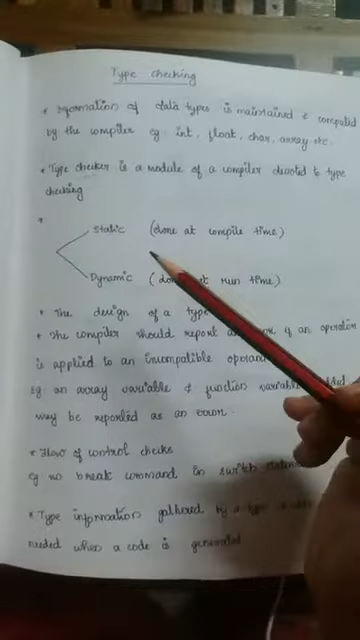 Type checking
* Information of data types is maintained & computed
by the compiler eg: int, float, char, array etc.
* Type checker is a module of a compiler devoted to type
checking
*
Static (done at compile time)
Dynamic ( at run time)
* The design of a type
* The compiler should report an if an operator
is applied to an Incompatible
eg: an array variable & function
may be reported as an error.
* Flow of control checks
eg no break command in switch
* Type information gathered by a type
needed when a code is generated